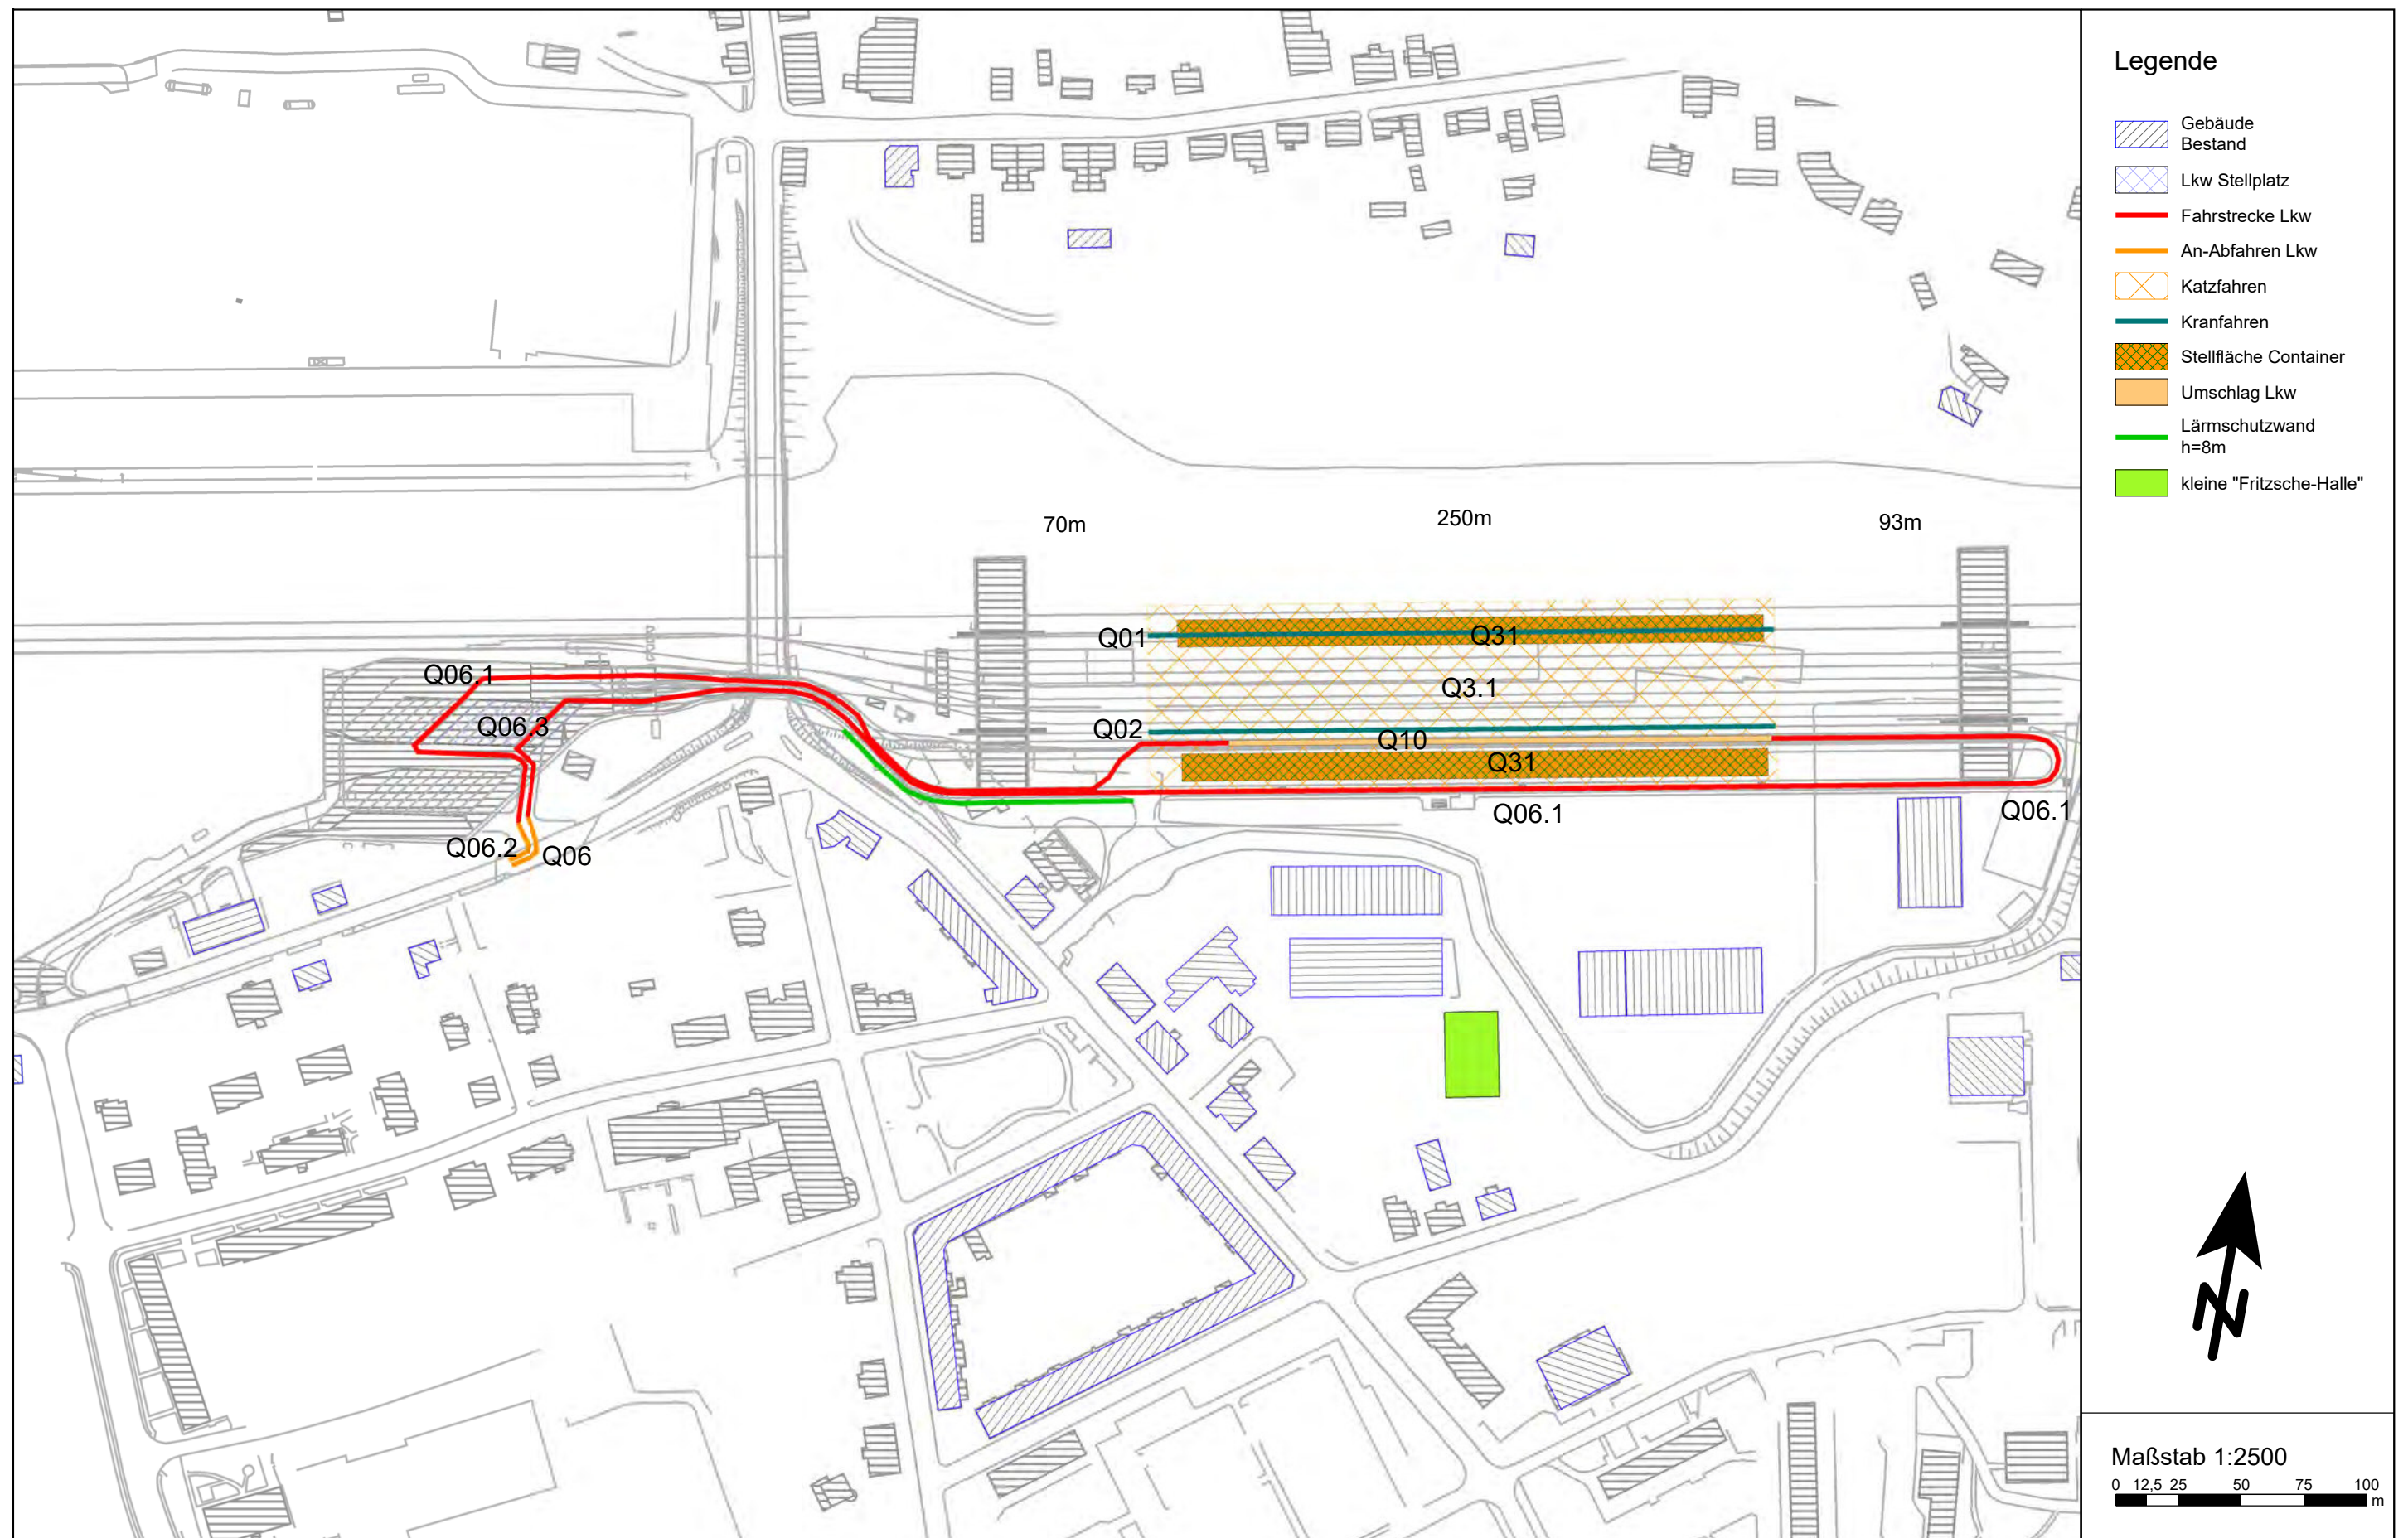 Legende
Gebäude
Bestand
Lkw Stellplatz
Fahrstrecke Lkw
An-Abfahren Lkw
Katzfahren
Kranfahren
Stellfläche Container
Umschlag Lkw
Lärmschutzwand
h=8m
kleine "Fritzsche-Halle"
70m
250m
93m
Q01
Q31
Q06.1
Q3.1
Q06.3
Q02
Q10
Q31
Q06.1
Q06.1
Q06.2
Q06
N
Maßstab 1:2500
0 12,5 25 50 75 100
m